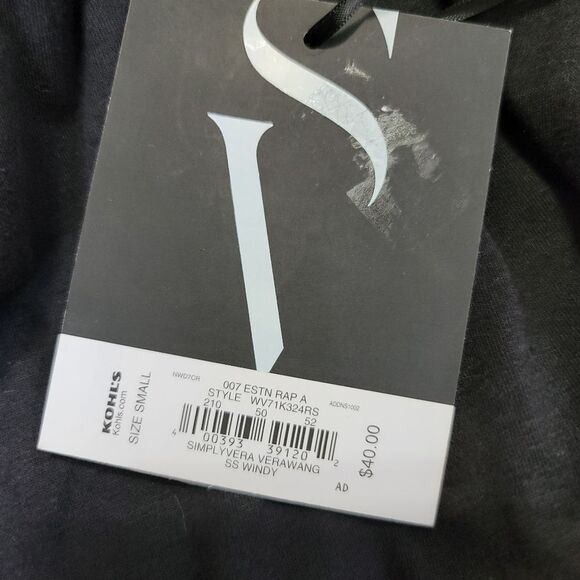 S
V
KOHL'S
Kohls.com
SIZE SMALL
NWD7CR
007 ESTN RAP A
STYLE WV71K324RS
ADDNS1002
210 50 52
4 00393 39120 2
SIMPLYVERA VERAWANG
SS WINDY
$40.00
AD